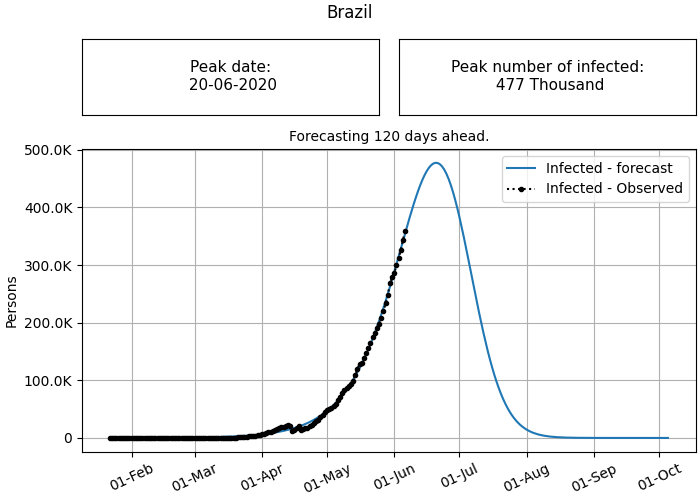 Brazil
Peak date:
20-06-2020
Peak number of infected:
477 Thousand
Forecasting 120 days ahead.
500.0K
400.0K
300.0K
200.0K
100.0K
0
Persons
Infected - forecast
Infected - Observed
01-Feb
01-Mar
01-Apr
01-May
01-Jun
01-Jul
01-Aug
01-Sep
01-Oct